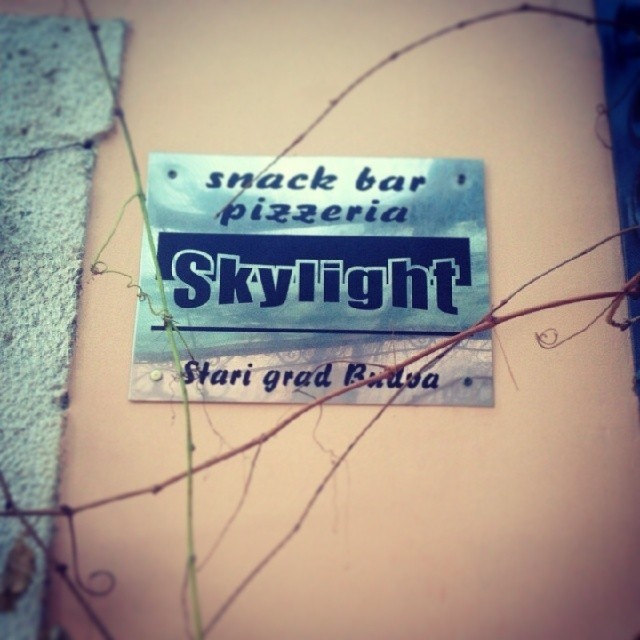 snack bar
pizzeria
Skylight
Stari grad Budva